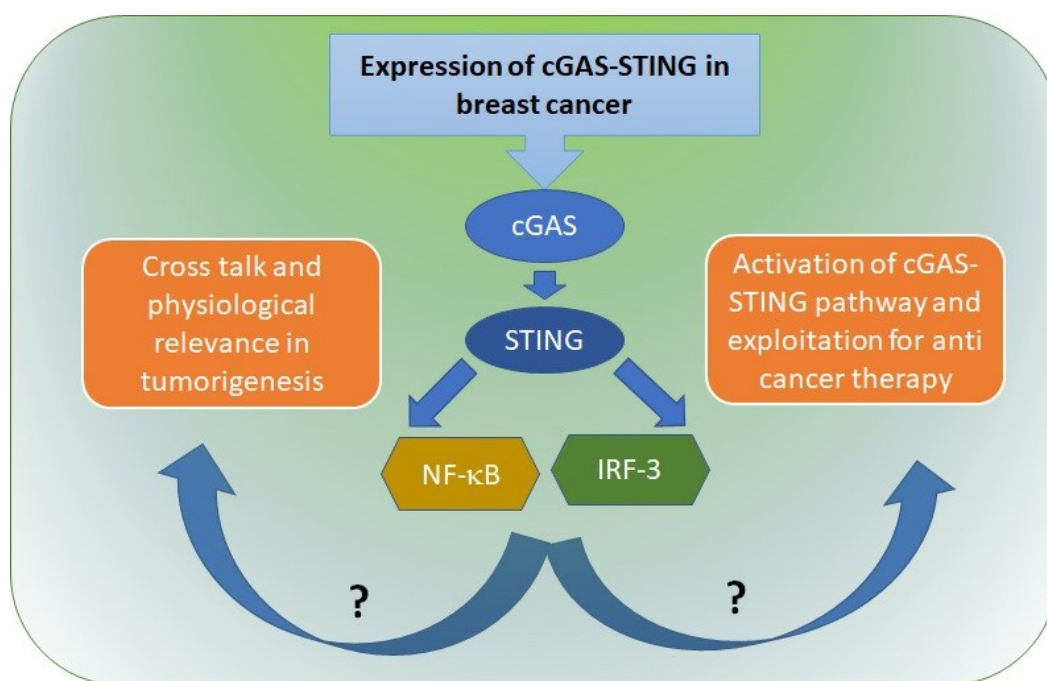 Expression of cGAS-STING in
breast cancer
cGAS
Cross talk and
physiological
relevance in
tumorigenesis
Activation of cGAS-
STING pathway and
exploitation for anti
cancer therapy
STING
NF-κB
IRF-3
?
?